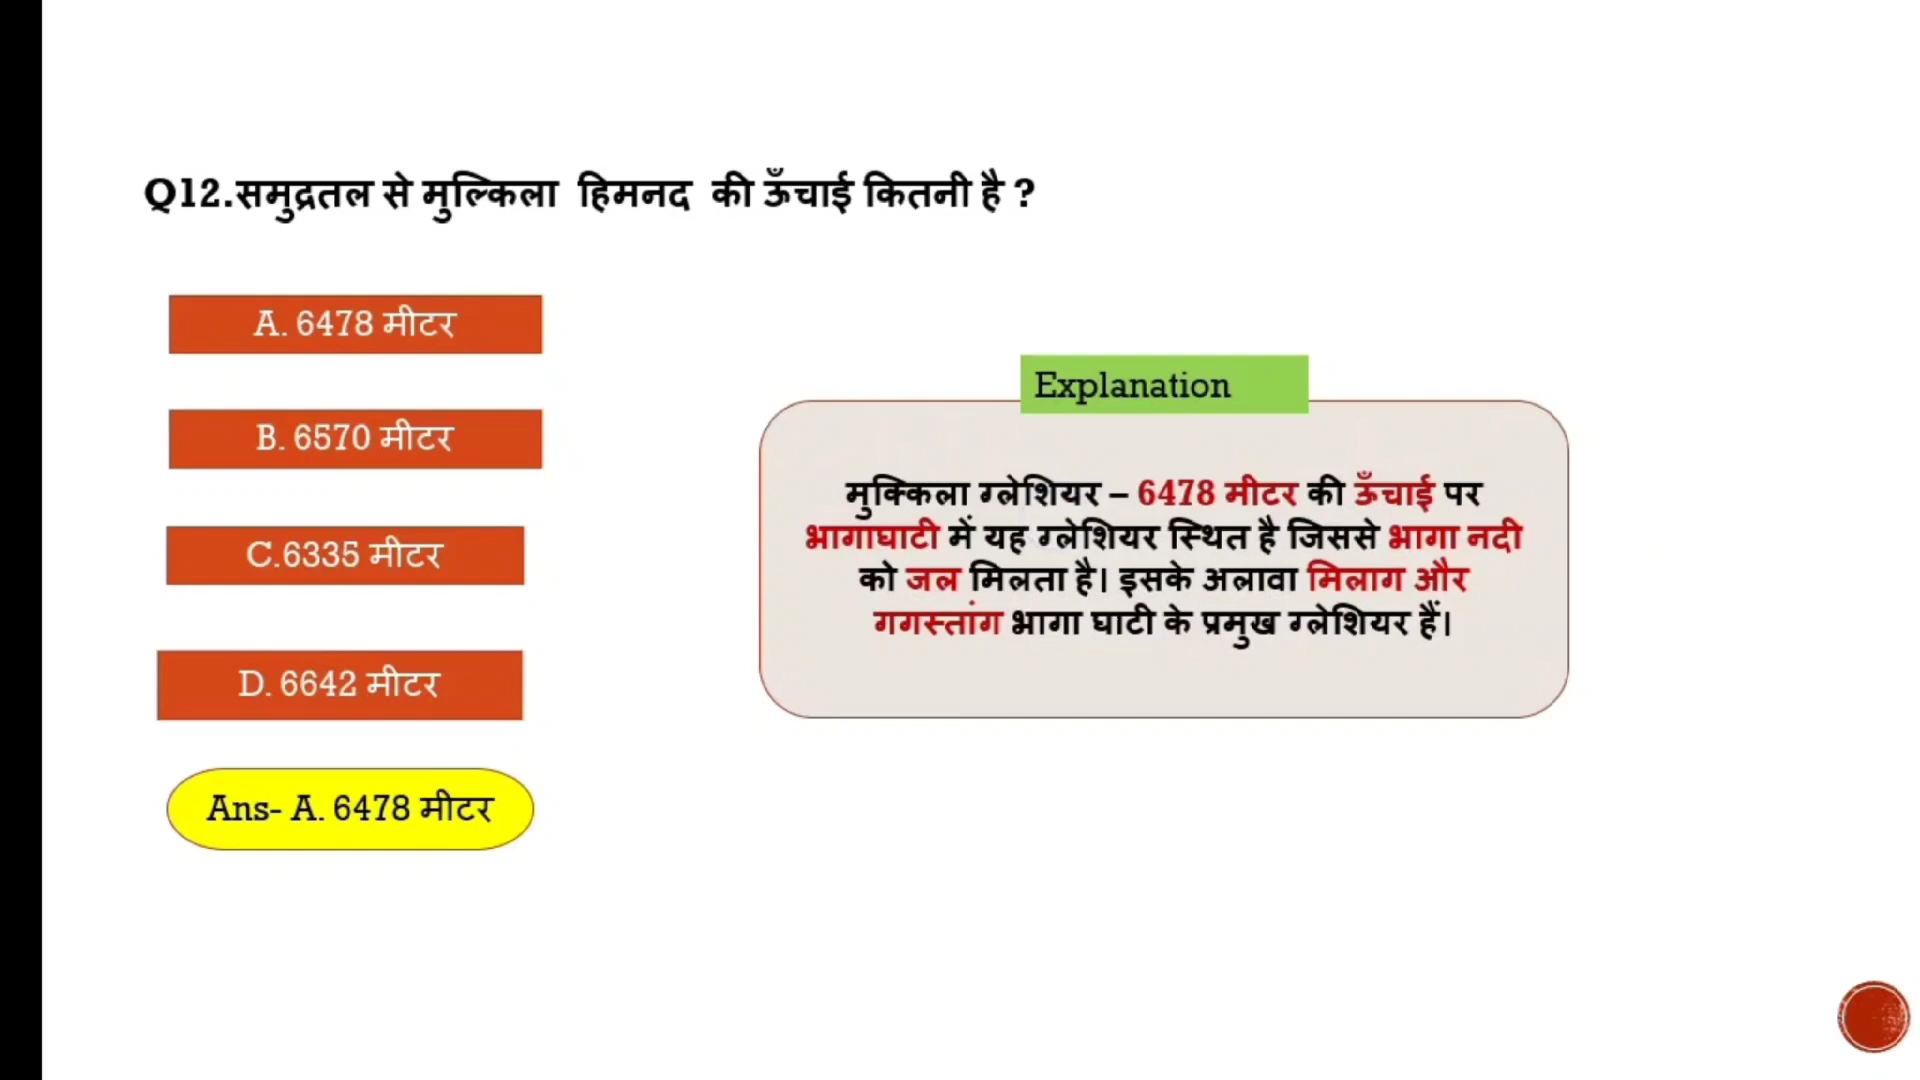 Q12.समुद्रतल से मुल्किला हिमनद की ऊँचाई कितनी है ?
A. 6478 मीटर
B. 6570 मीटर
C.6335 मीटर
D. 6642 मीटर
Ans- A. 6478 मीटर
Explanation
मुक्किला ग्लेशियर – 6478 मीटर की ऊँचाई पर
भागाघाटी में यह ग्लेशियर स्थित है जिससे भागा नदी
को जल मिलता है। इसके अलावा मिलाग और
गगस्तांग भागा घाटी के प्रमुख ग्लेशियर हैं।